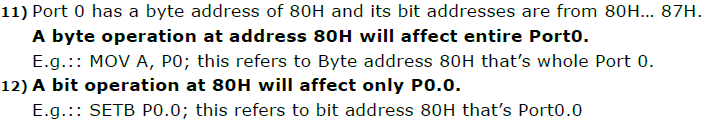 11) Port 0 has a byte address of 80H and its bit addresses are from 80H... 87H.
A byte operation at address 80H will affect entire Port0.
E.g.:: MOV A, P0; this refers to Byte address 80H that's whole Port 0.
12) A bit operation at 80H will affect only P0.0.
E.g.:: SETB P0.0; this refers to bit address 80H that's Port0.0